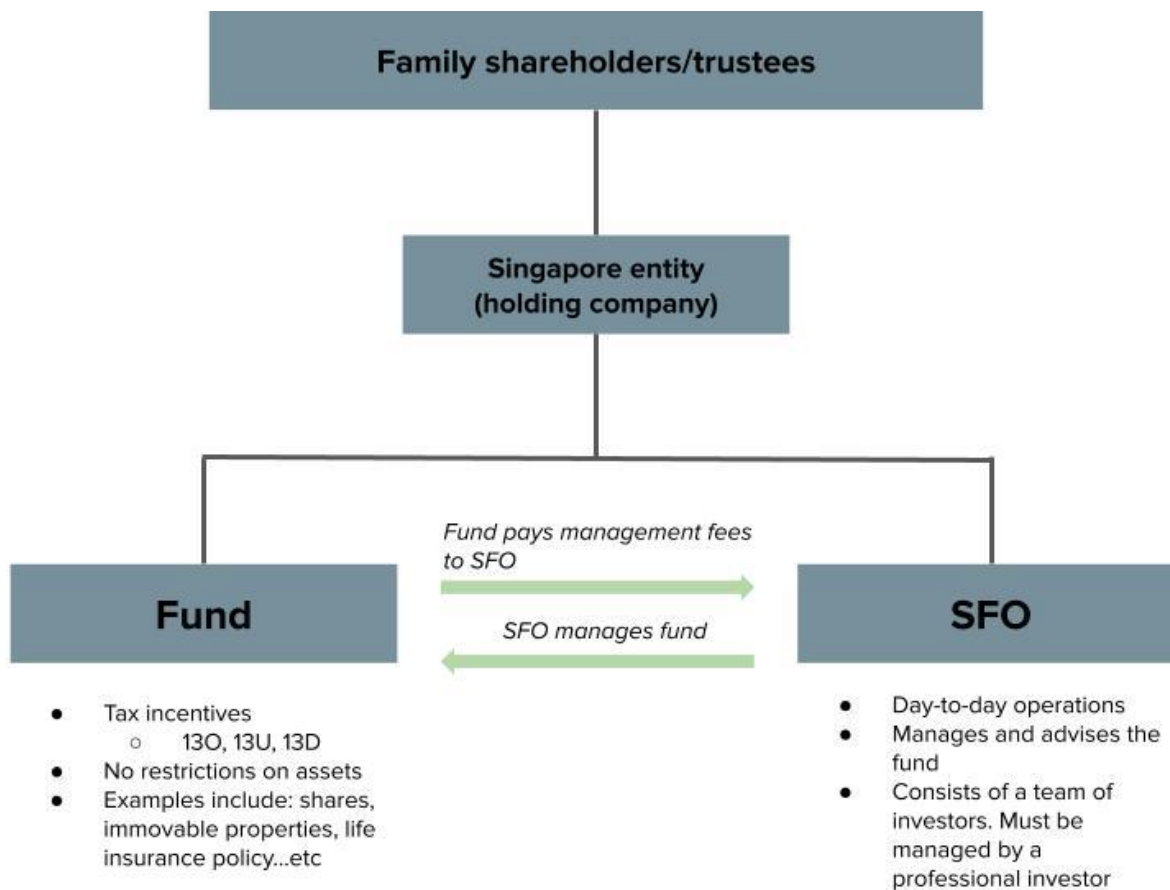 Family shareholders/trustees
Singapore entity
(holding company)
Fund pays management fees
to SFO
Fund
SFO manages fund
SFO
● Tax incentives
○ 13O, 13U, 13D
● No restrictions on assets
● Examples include: shares,
immovable properties, life
insurance policy...etc
● Day-to-day operations
● Manages and advises the
fund
● Consists of a team of
investors. Must be
managed by a
professional investor